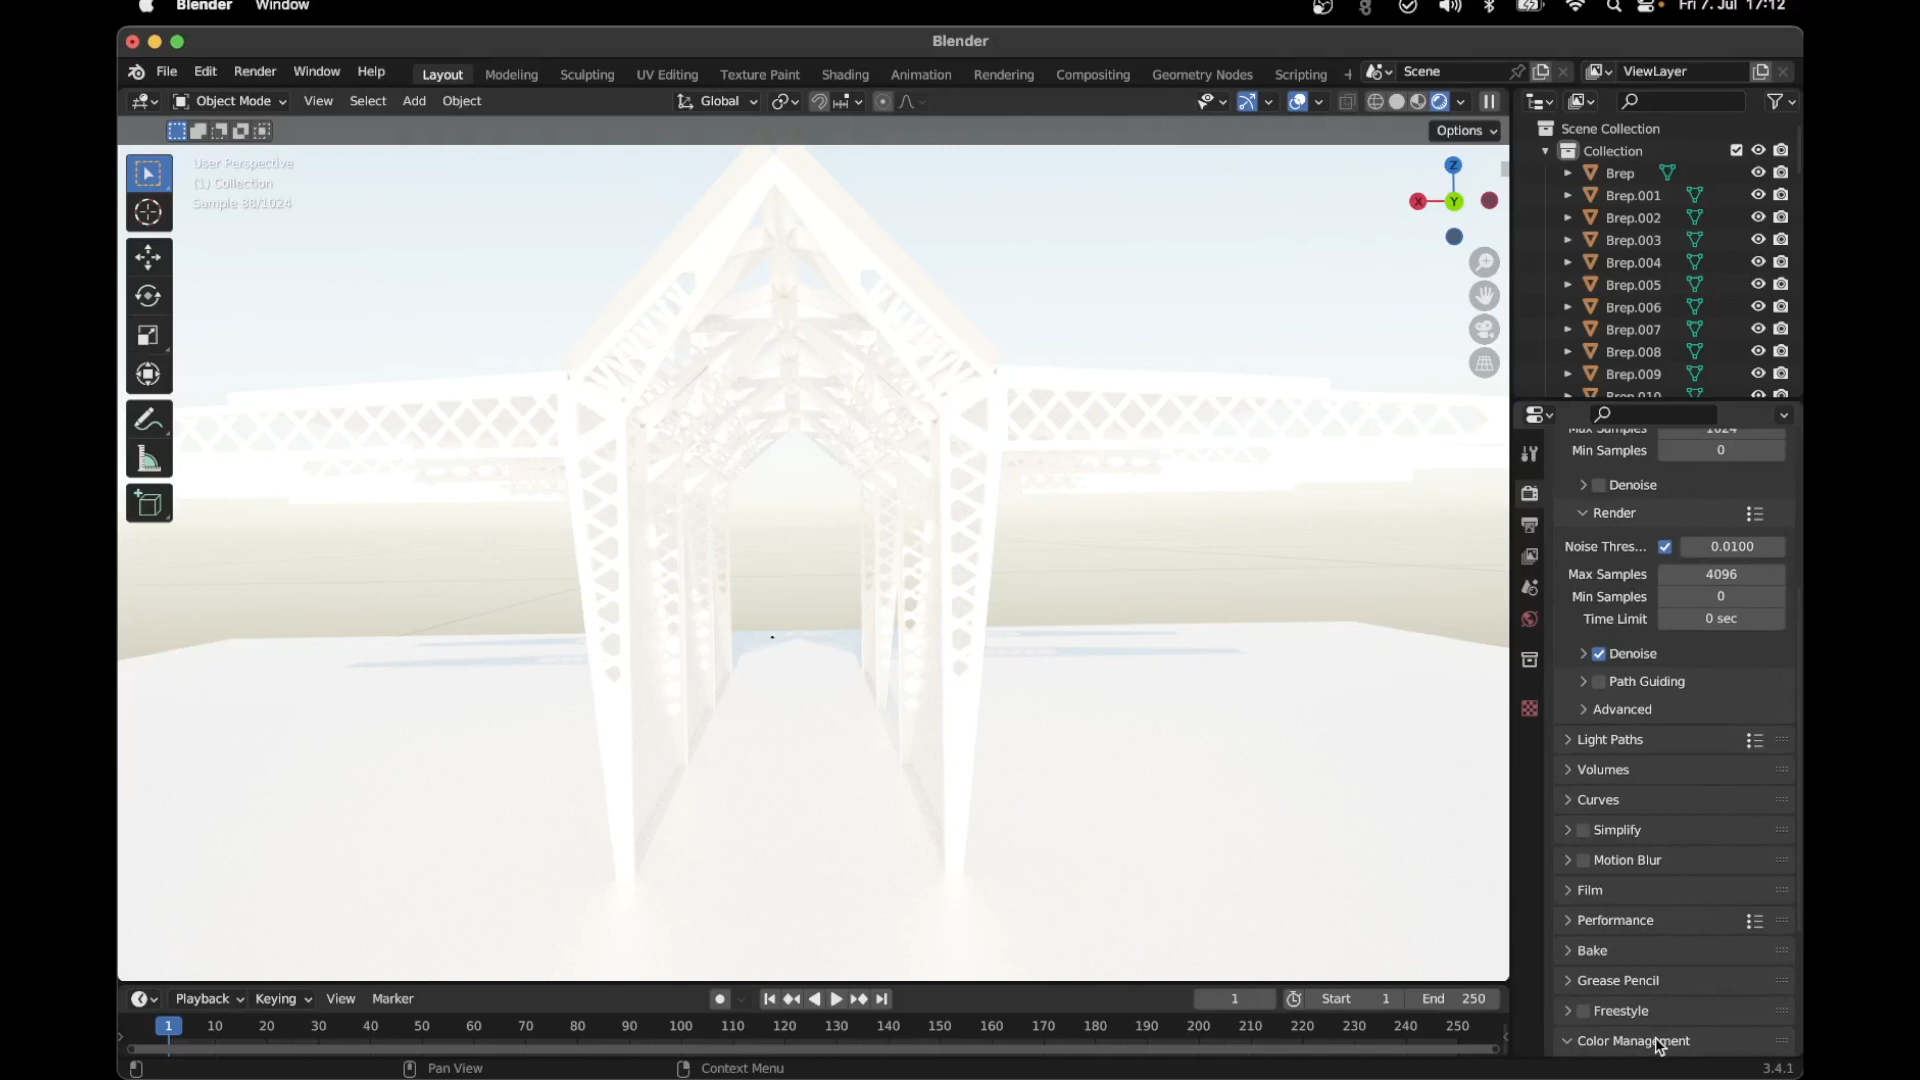 Blender Window Fri 7. Jul 17:12
Blender
File Edit Render Window Help Layout Modeling Sculpting UV Editing Texture Paint Shading Animation Rendering Compositing Geometry Nodes Scripting + Scene ViewLayer
Object Mode View Select Add Object Global
Options
User Perspective
(1) Collection
Sample 88/1024
Z
X
Y
Scene Collection
Collection
Brep
Brep.001
Brep.002
Brep.003
Brep.004
Brep.005
Brep.006
Brep.007
Brep.008
Brep.009
Brep.010
Max Samples 1024
Min Samples 0
Denoise
Render
Noise Thres... 0.0100
Max Samples 4096
Min Samples 0
Time Limit 0 sec
Denoise
Path Guiding
Advanced
Light Paths
Volumes
Curves
Simplify
Motion Blur
Film
Performance
Bake
Grease Pencil
Freestyle
Color Management
Playback Keying View Marker 1 Start 1 End 250
1 10 20 30 40 50 60 70 80 90 100 110 120 130 140 150 160 170 180 190 200 210 220 230 240 250
Pan View Context Menu 3.4.1